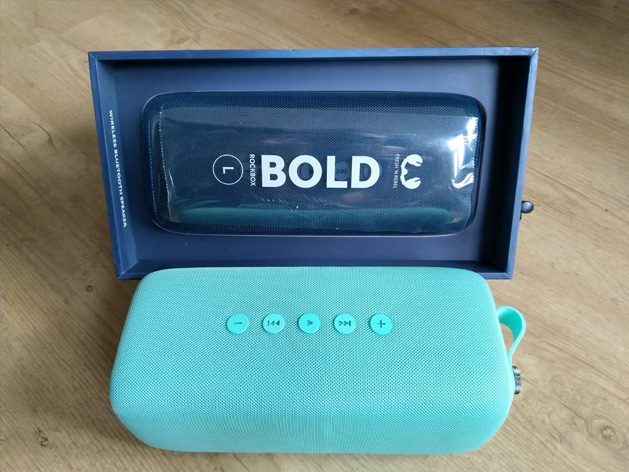 WIRELESS BLUETOOTH SPEAKER
L
ROCKBOX
BOLD
FRESH 'N REBEL